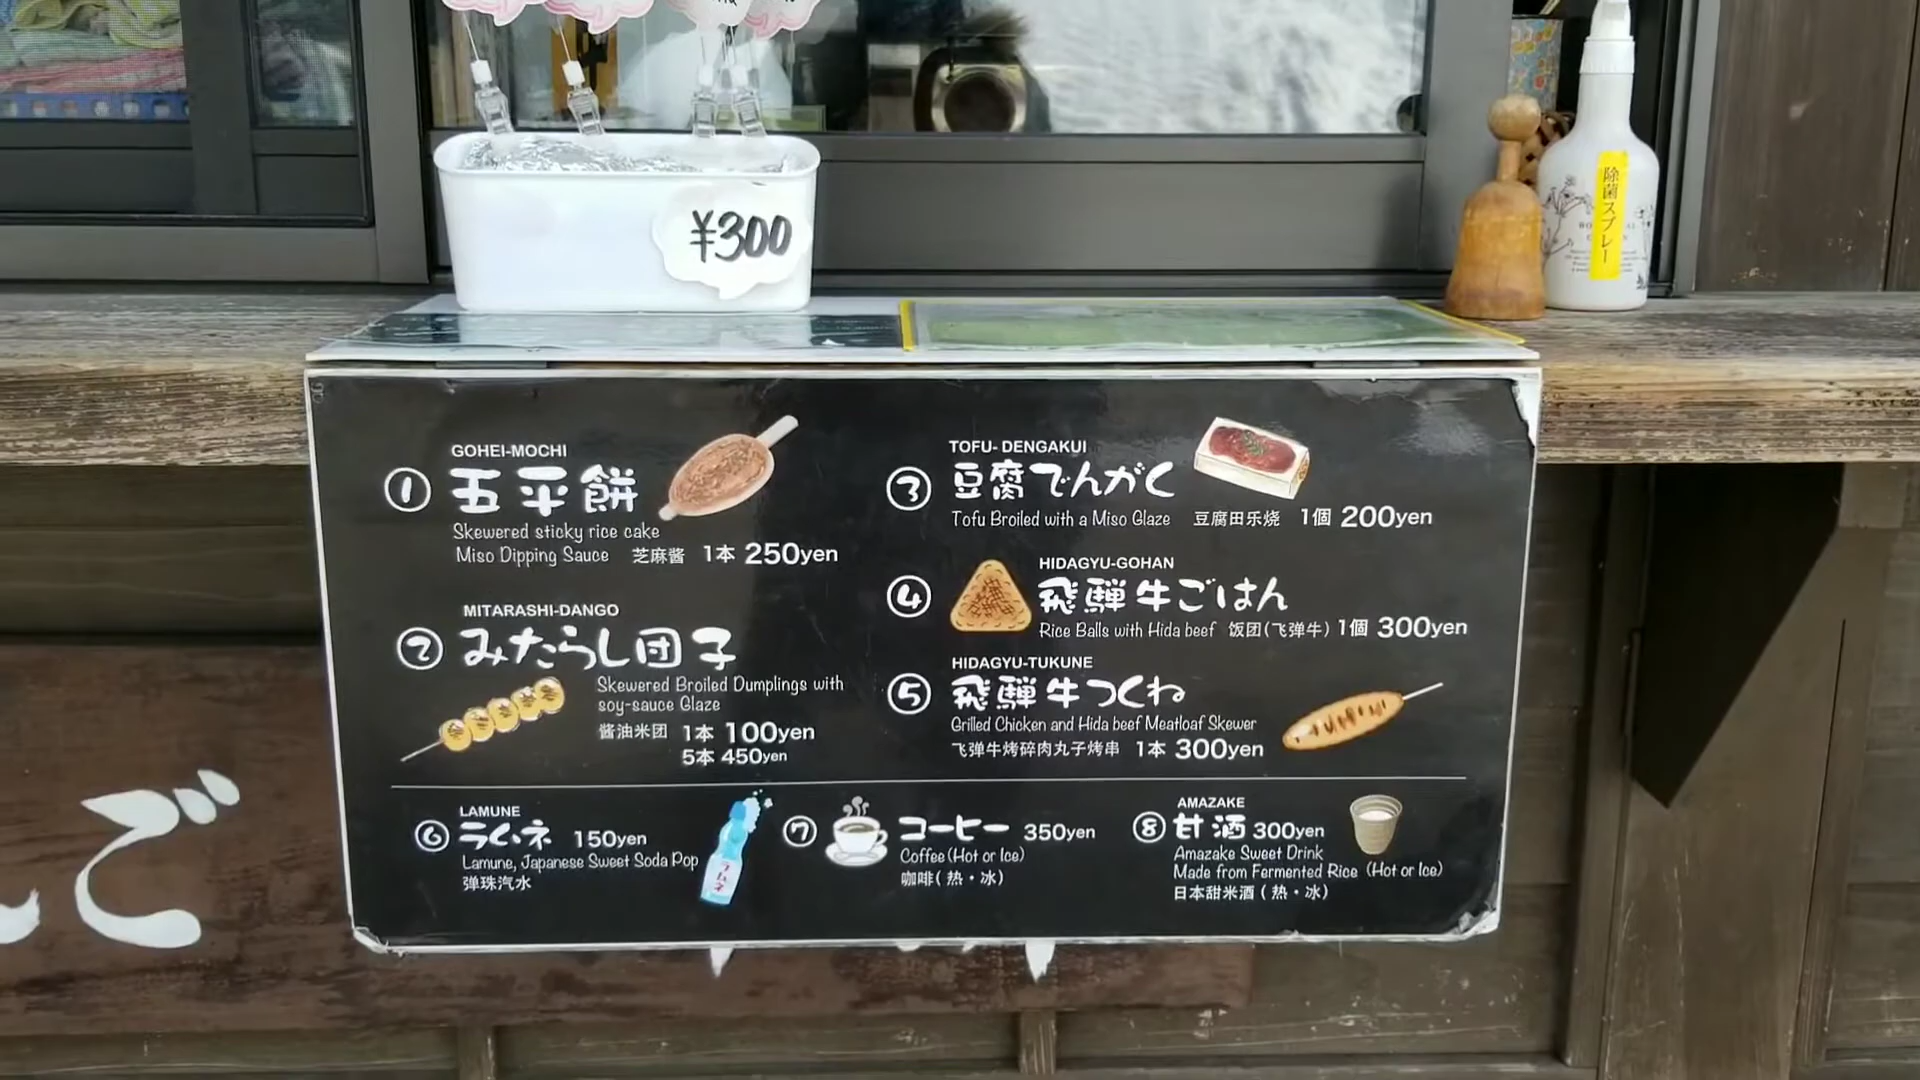 ¥300
除菌スプレー
GOHEI-MOCHI
① 五平餅
Skewered sticky rice cake
Miso Dipping Sauce 芝麻酱 1本 250yen
MITARASHI-DANGO
② みたらし団子
Skewered Broiled Dumplings with
soy-sauce Glaze
酱油米团 1本 100yen
5本 450yen
TOFU- DENGAKUI
③ 豆腐でんがく
Tofu Broiled with a Miso Glaze 豆腐田乐烧 1個 200yen
HIDAGYU-GOHAN
④ 飛騨牛ごはん
Rice Balls with Hida beef 饭团(飞弹牛) 1個 300yen
HIDAGYU-TUKUNE
⑤ 飛騨牛つくね
Grilled Chicken and Hida beef Meatloaf Skewer
飞弹牛烤碎肉丸子烤串 1本 300yen
LAMUNE
⑥ ラムネ 150yen
Lamune, Japanese Sweet Soda Pop
弹珠汽水
ラムネ
⑦ コーヒー 350yen
Coffee (Hot or Ice)
咖啡(热・冰)
AMAZAKE
⑧ 甘酒 300yen
Amazake Sweet Drink
Made from Fermented Rice (Hot or Ice)
日本甜米酒(热・冰)